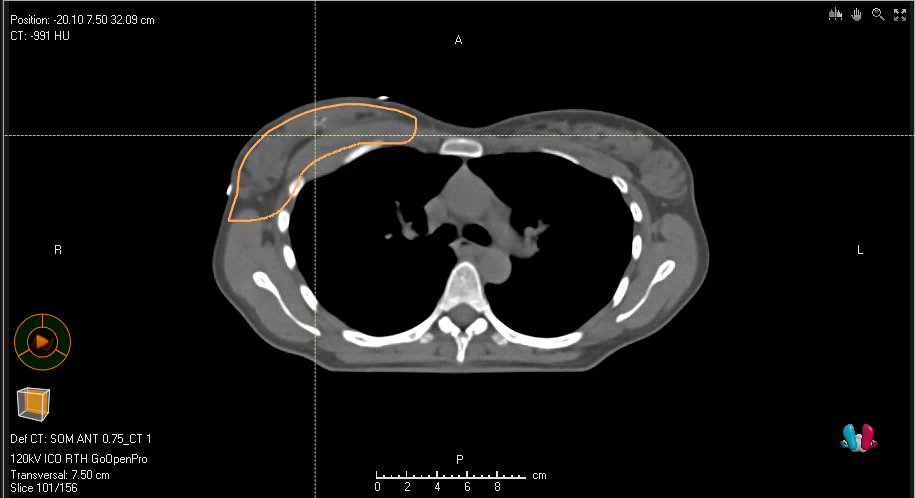 Position: -20.10 7.50 32.09 cm
CT: -991 HU
A
R
L
Def CT: SOM ANT 0.75_CT 1
120kV ICO RTH GoOpenPro
Transversal: 7.50 cm
Slice 101/156
P
cm
0 2 4 6 8